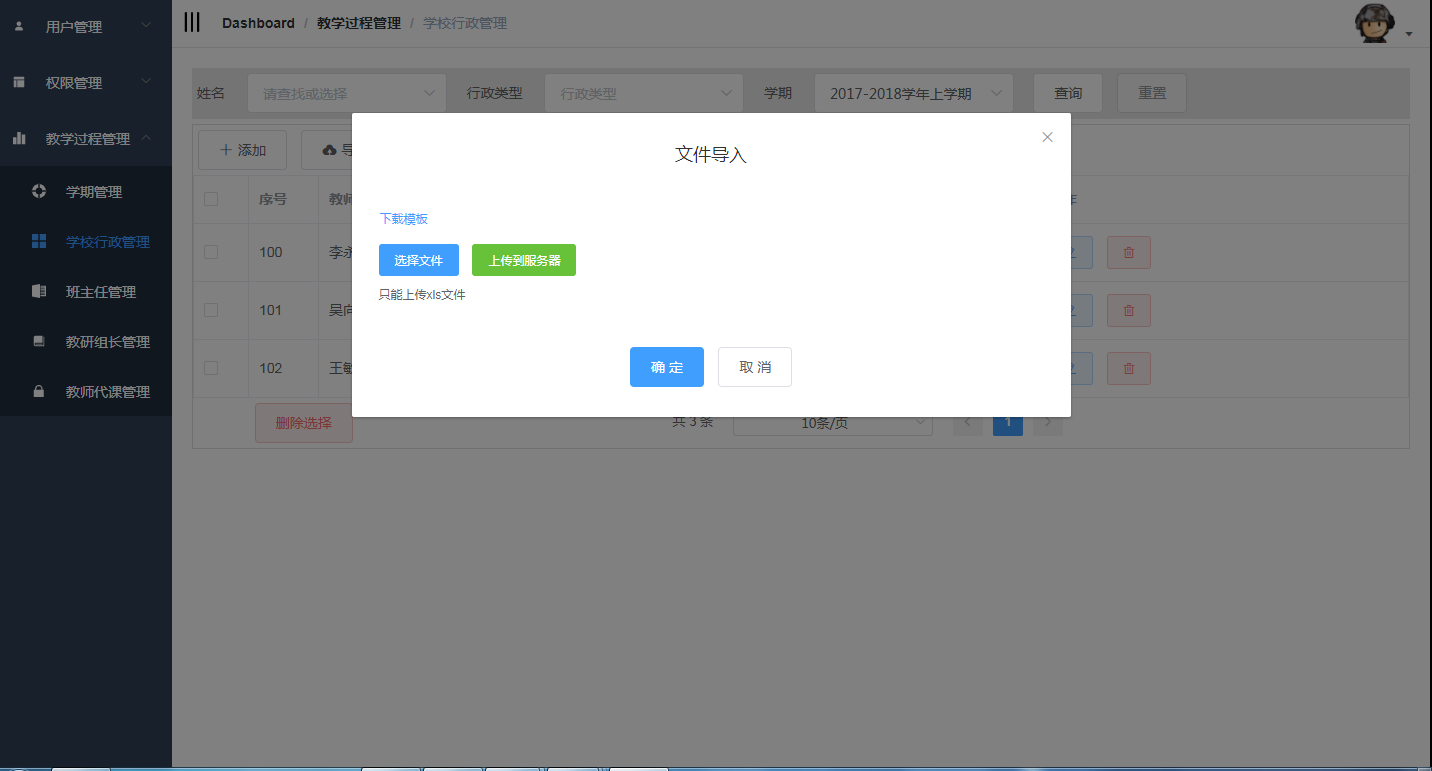 用户管理
权限管理
教学过程管理
学期管理
学校行政管理
班主任管理
教研组长管理
教师代课管理
Dashboard / 教学过程管理 / 学校行政管理
姓名 请查找或选择 行政类型 行政类型 学期 2017-2018学年上学期 查询 重置
添加
序号 教师
100 李永
101 吴向
102 王敏
删除选择 共 3 条 10条/页 1
文件导入
下载模板
选择文件 上传到服务器
只能上传xls文件
确 定 取 消